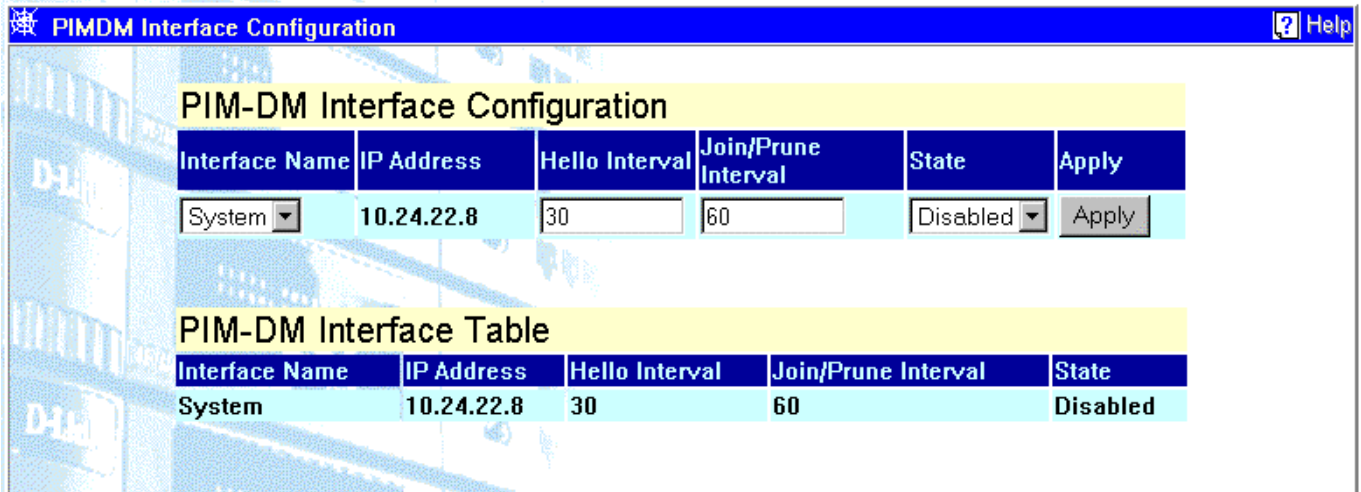 PIMDM Interface Configuration
? Help
PIM-DM Interface Configuration
Interface Name IP Address Hello Interval Join/Prune Interval State Apply
System 10.24.22.8 30 60 Disabled Apply
PIM-DM Interface Table
Interface Name IP Address Hello Interval Join/Prune Interval State
System 10.24.22.8 30 60 Disabled